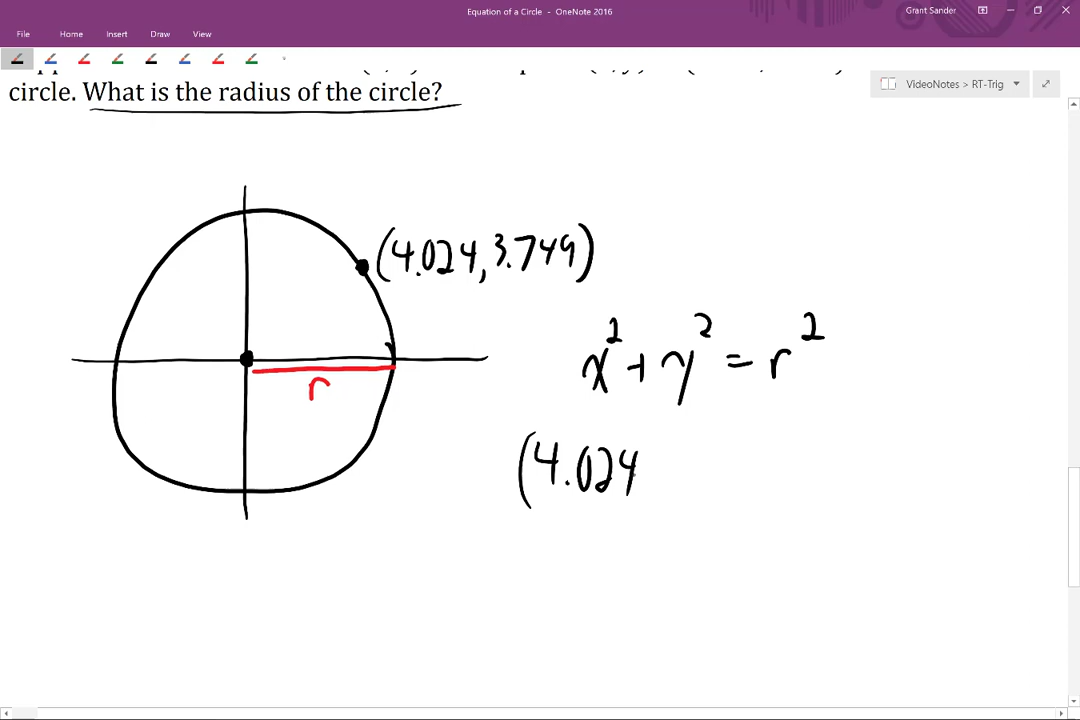 Equation of a Circle - OneNote 2016
Grant Sander
File Home Insert Draw View
VideoNotes > RT-Trig
circle. What is the radius of the circle?
(4.024, 3.749)
x² + y² = r²
r
(4.024